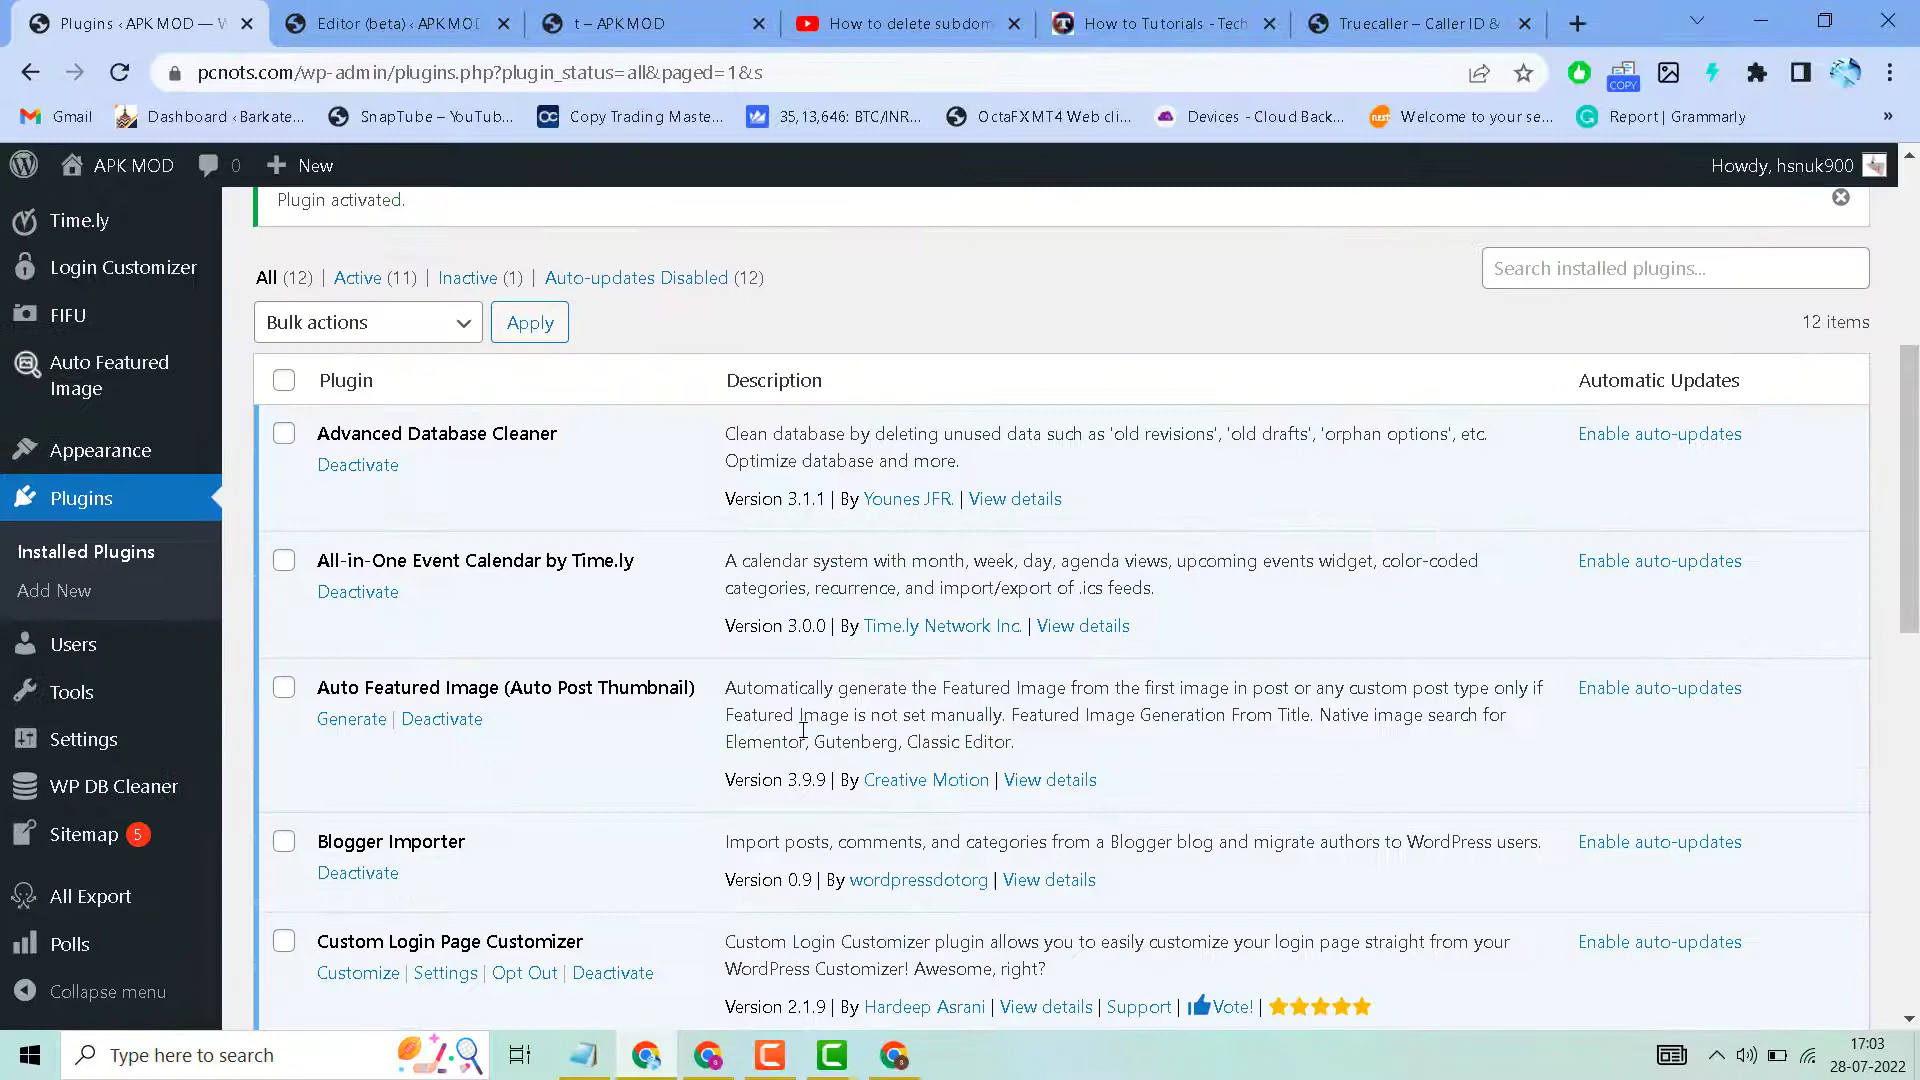 Plugins ‹ APK MOD — W
Editor (beta) ‹ APK MOD
t – APK MOD
How to delete subdom
How to Tutorials - Tech
Truecaller – Caller ID &
pcnots.com/wp-admin/plugins.php?plugin_status=all&paged=1&s
COPY
Gmail
Dashboard ‹ Barkate...
SnapTube – YouTub...
CC
Copy Trading Maste...
35,13,646: BTC/INR...
OctaFX MT4 Web cli...
Devices - Cloud Back...
Welcome to your se...
Report | Grammarly
»
APK MOD
0
New
Howdy, hsnuk900
Time.ly
Login Customizer
FIFU
Auto Featured
Image
Appearance
Plugins
Installed Plugins
Add New
Users
Tools
Settings
WP DB Cleaner
Sitemap 5
All Export
Polls
Collapse menu
Plugin activated.
All (12) | Active (11) | Inactive (1) | Auto-updates Disabled (12)
Search installed plugins...
Bulk actions
Apply
12 items
Plugin
Description
Automatic Updates
Advanced Database Cleaner
Deactivate
Clean database by deleting unused data such as 'old revisions', 'old drafts', 'orphan options', etc.
Optimize database and more.
Version 3.1.1 | By Younes JFR. | View details
Enable auto-updates
All-in-One Event Calendar by Time.ly
Deactivate
A calendar system with month, week, day, agenda views, upcoming events widget, color-coded
categories, recurrence, and import/export of .ics feeds.
Version 3.0.0 | By Time.ly Network Inc. | View details
Enable auto-updates
Auto Featured Image (Auto Post Thumbnail)
Generate | Deactivate
Automatically generate the Featured Image from the first image in post or any custom post type only if
Featured Image is not set manually. Featured Image Generation From Title. Native image search for
Elementor, Gutenberg, Classic Editor.
Version 3.9.9 | By Creative Motion | View details
Enable auto-updates
Blogger Importer
Deactivate
Import posts, comments, and categories from a Blogger blog and migrate authors to WordPress users.
Version 0.9 | By wordpressdotorg | View details
Enable auto-updates
Custom Login Page Customizer
Customize | Settings | Opt Out | Deactivate
Custom Login Customizer plugin allows you to easily customize your login page straight from your
WordPress Customizer! Awesome, right?
Version 2.1.9 | By Hardeep Asrani | View details | Support | Vote! |
Enable auto-updates
Type here to search
17:03
28-07-2022